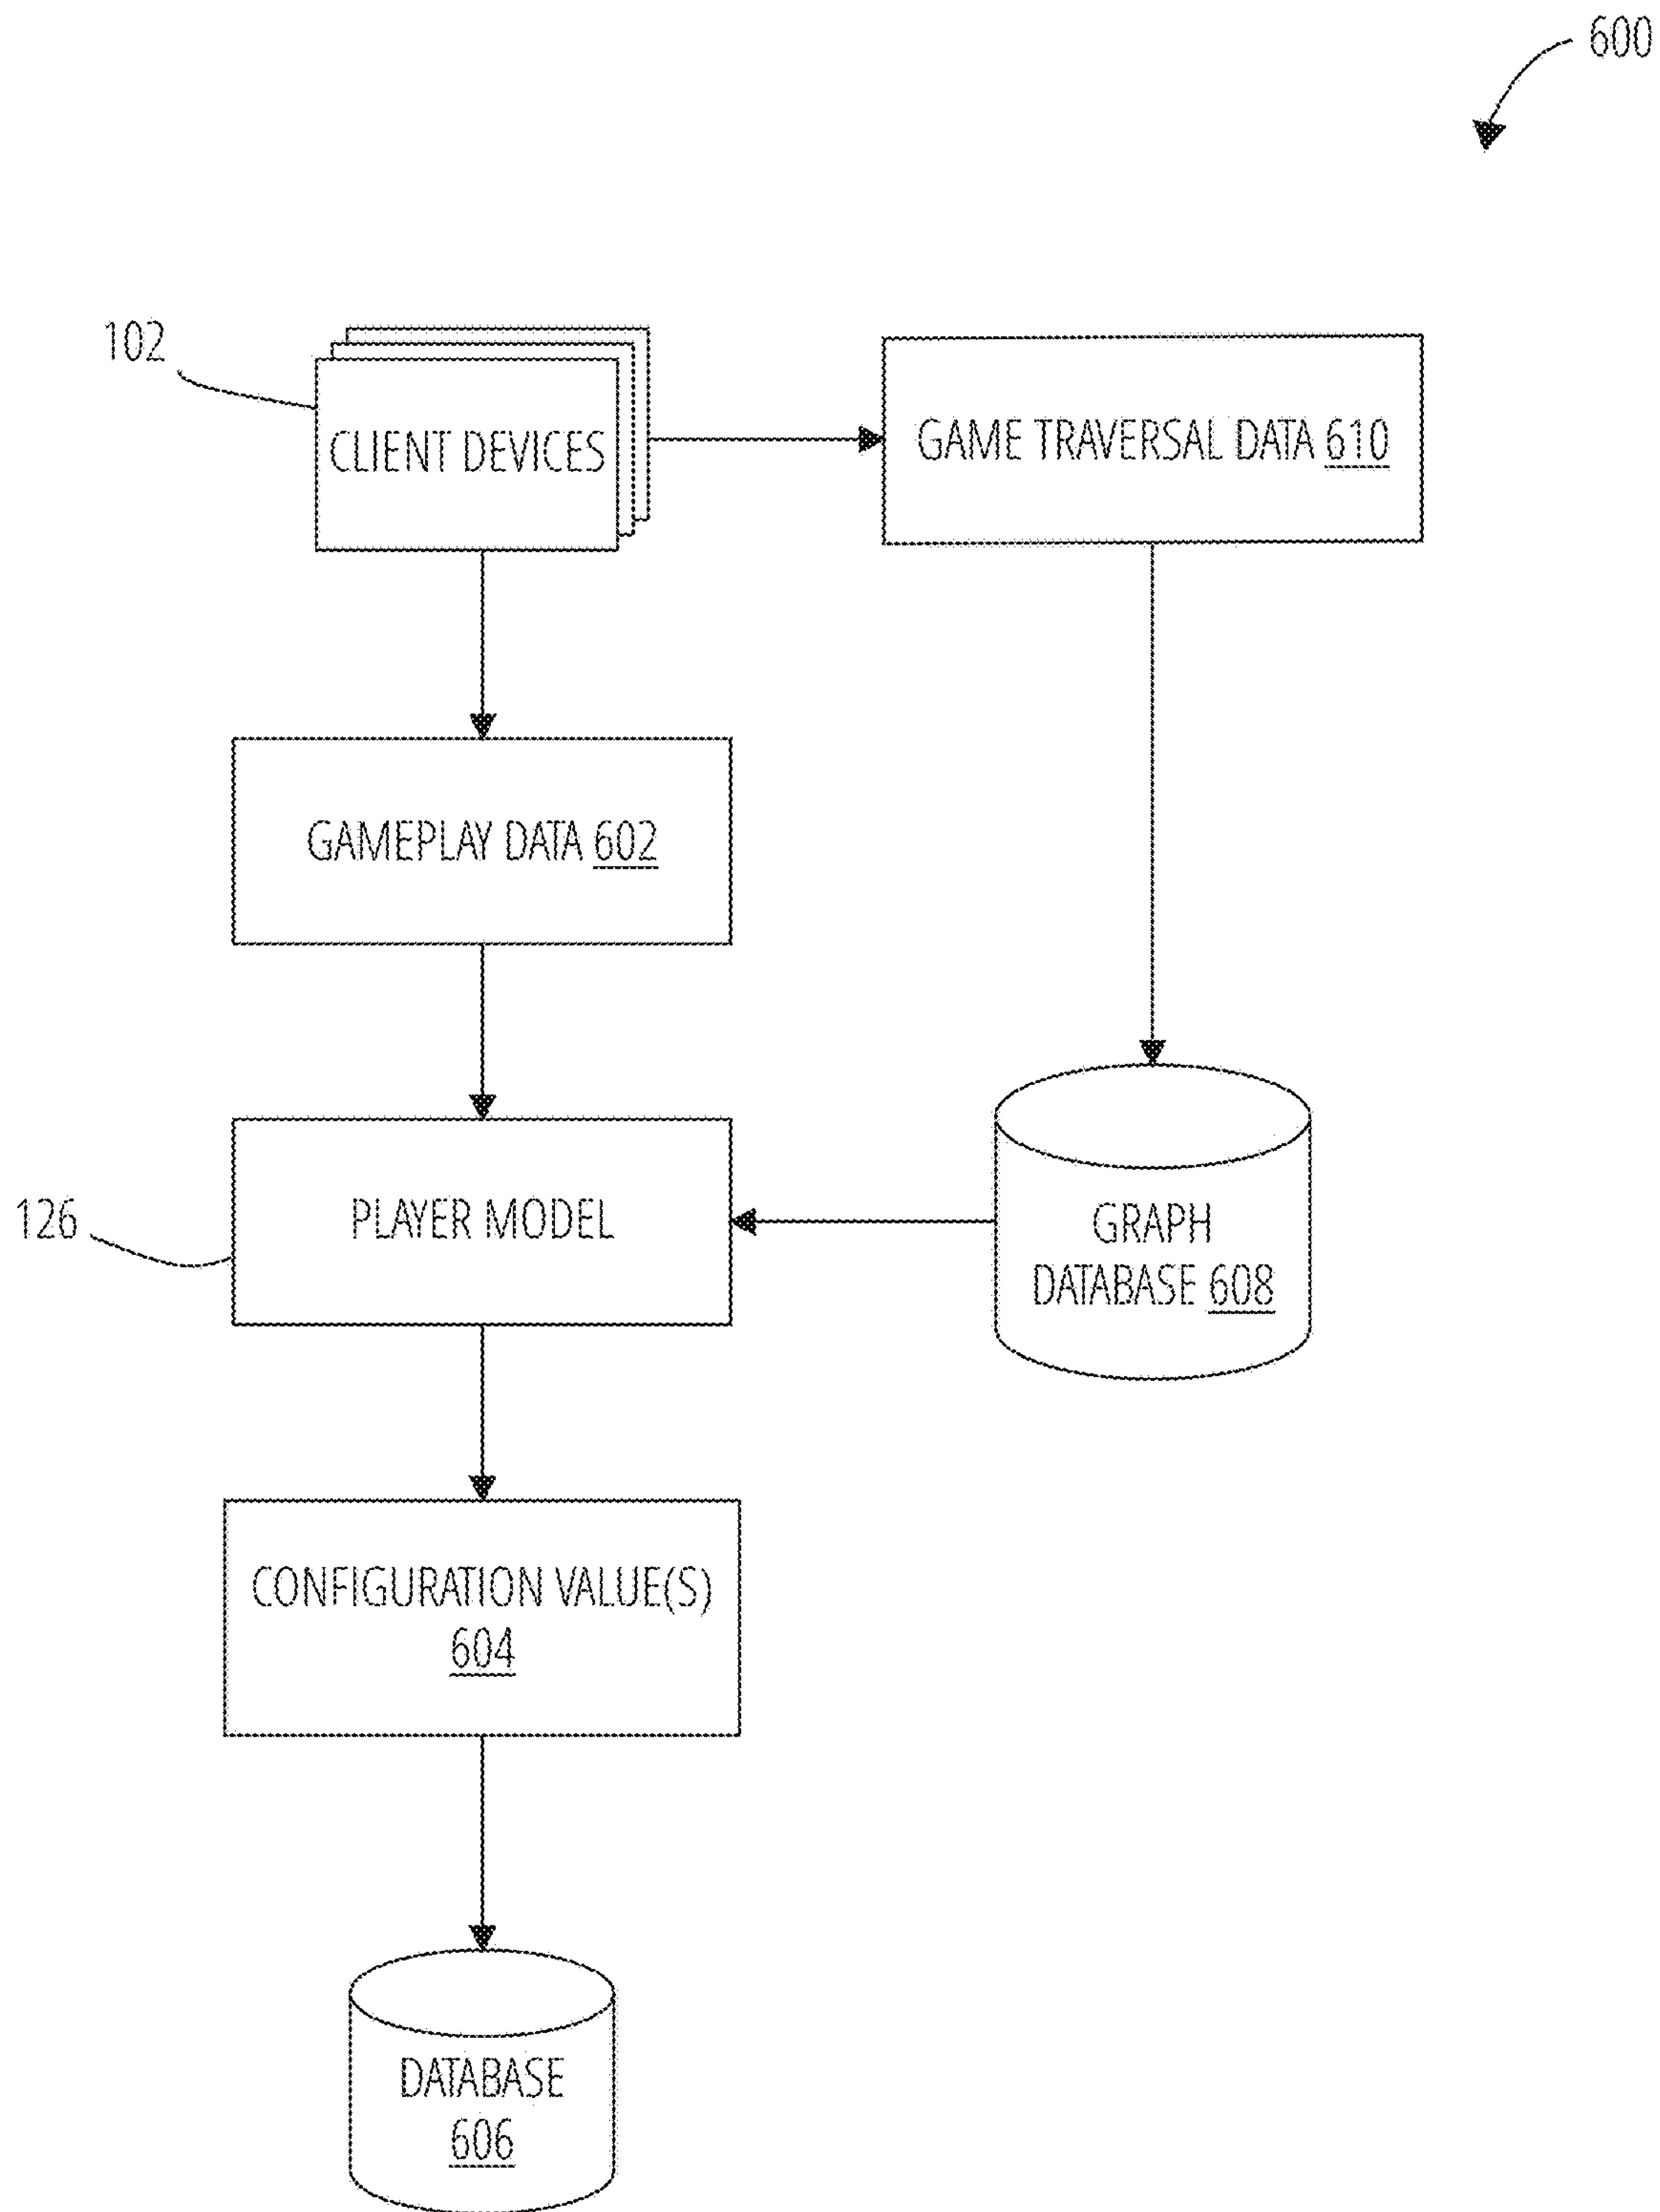 600
102
CLIENT DEVICES
GAME TRAVERSAL DATA 610
GAMEPLAY DATA 602
126
PLAYER MODEL
GRAPH
DATABASE 608
CONFIGURATION VALUE(S)
604
DATABASE
606